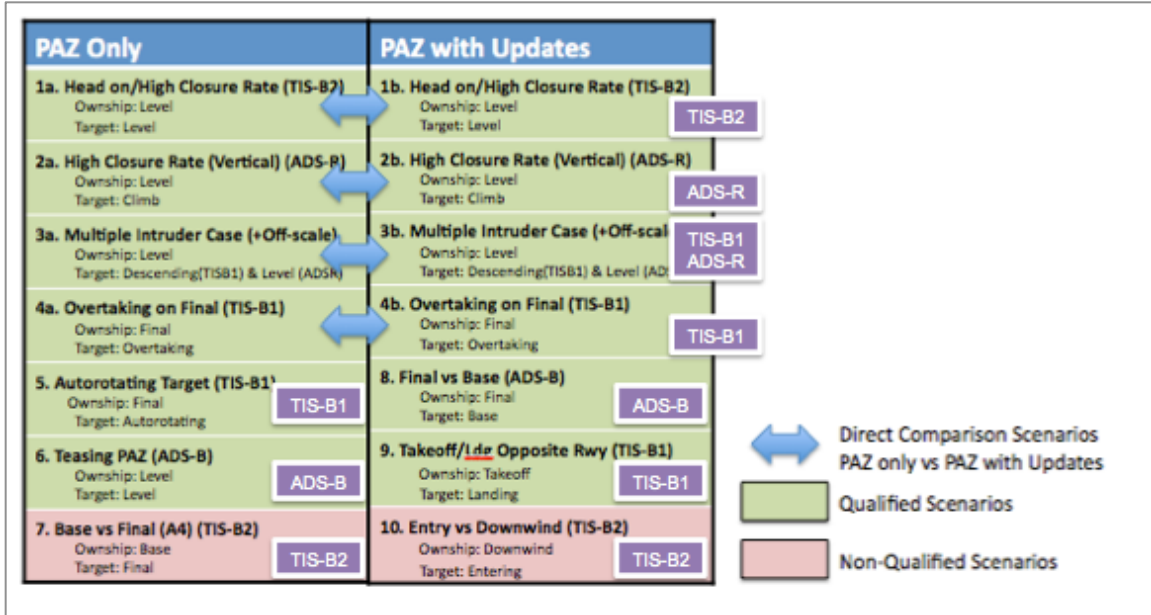 PAZ Only
1a. Head on/High Closure Rate (TIS-B2)
Ownship: Level
Target: Level
2a. High Closure Rate (Vertical) (ADS-R)
Ownship: Level
Target: Climb
3a. Multiple Intruder Case (+Off-scale)
Ownship: Level
Target: Descending(TISB1) & Level (ADSR)
4a. Overtaking on Final (TIS-B1)
Ownship: Final
Target: Overtaking
5. Autorotating Target (TIS-B1)
Ownship: Final
Target: Autorotating
TIS-B1
6. Teasing PAZ (ADS-B)
Ownship: Level
Target: Level
ADS-B
7. Base vs Final (A4) (TIS-B2)
Ownship: Base
Target: Final
TIS-B2
PAZ with Updates
1b. Head on/High Closure Rate (TIS-B2)
Ownship: Level
Target: Level
TIS-B2
2b. High Closure Rate (Vertical) (ADS-R)
Ownship: Level
Target: Climb
ADS-R
3b. Multiple Intruder Case (+Off-scale
Ownship: Level
Target: Descending(TISB1) & Level (AD
TIS-B1
ADS-R
4b. Overtaking on Final (TIS-B1)
Ownship: Final
Target: Overtaking
TIS-B1
8. Final vs Base (ADS-B)
Ownship: Final
Target: Base
ADS-B
9. Takeoff/Ldg Opposite Rwy (TIS-B1)
Ownship: Takeoff
Target: Landing
TIS-B1
10. Entry vs Downwind (TIS-B2)
Ownship: Downwind
Target: Entering
TIS-B2
Direct Comparison Scenarios
PAZ only vs PAZ with Updates
Qualified Scenarios
Non-Qualified Scenarios